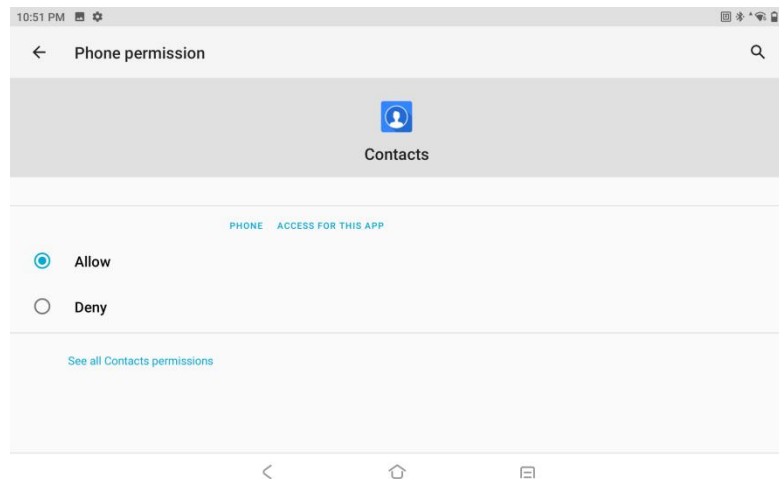 10:51 PM
Phone permission
Contacts
PHONE ACCESS FOR THIS APP
Allow
Deny
See all Contacts permissions